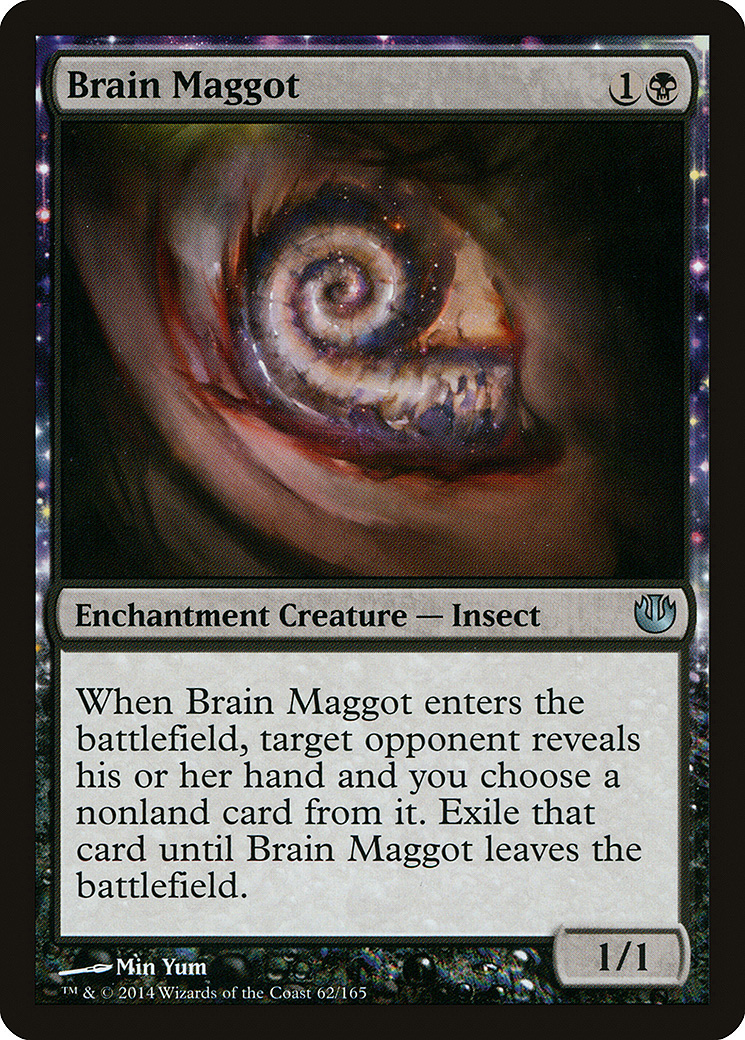 Brain Maggot 1
Enchantment Creature — Insect
When Brain Maggot enters the
battlefield, target opponent reveals
his or her hand and you choose a
nonland card from it. Exile that
card until Brain Maggot leaves the
battlefield.
1/1
Min Yum
™ & © 2014 Wizards of the Coast 62/165